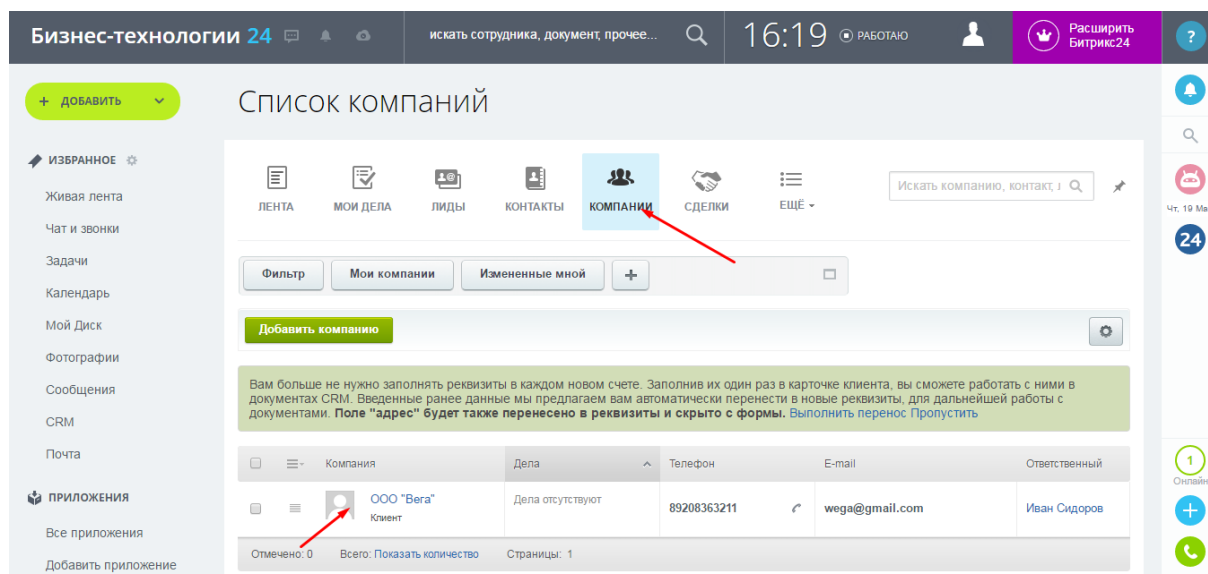 Бизнес-технологии 24
искать сотрудника, документ, прочее...
16:19
РАБОТАЮ
Расширить
Битрикс24
?
+ ДОБАВИТЬ
Список компаний
ИЗБРАННОЕ
Живая лента
Чат и звонки
Задачи
Календарь
Мой Диск
Фотографии
Сообщения
CRM
Почта
ПРИЛОЖЕНИЯ
Все приложения
Добавить приложение
ЛЕНТА
МОИ ДЕЛА
ЛИДЫ
КОНТАКТЫ
КОМПАНИИ
СДЕЛКИ
ЕЩЁ
Искать компанию, контакт,
Фильтр
Мои компании
Измененные мной
+
Добавить компанию
Вам больше не нужно заполнять реквизиты в каждом новом счете. Заполнив их один раз в карточке клиента, вы сможете работать с ними в
документах CRM. Введенные ранее данные мы предлагаем вам автоматически перенести в новые реквизиты, для дальнейшей работы с
документами. Поле "адрес" будет также перенесено в реквизиты и скрыто с формы. Выполнить перенос Пропустить
Компания Дела Телефон E-mail Ответственный
ООО "Вега" Дела отсутствуют 89208363211 wega@gmail.com Иван Сидоров
Клиент
Отмечено: 0 Всего: Показать количество Страницы: 1
Чт, 19 Ма
24
1
Онлайн
+